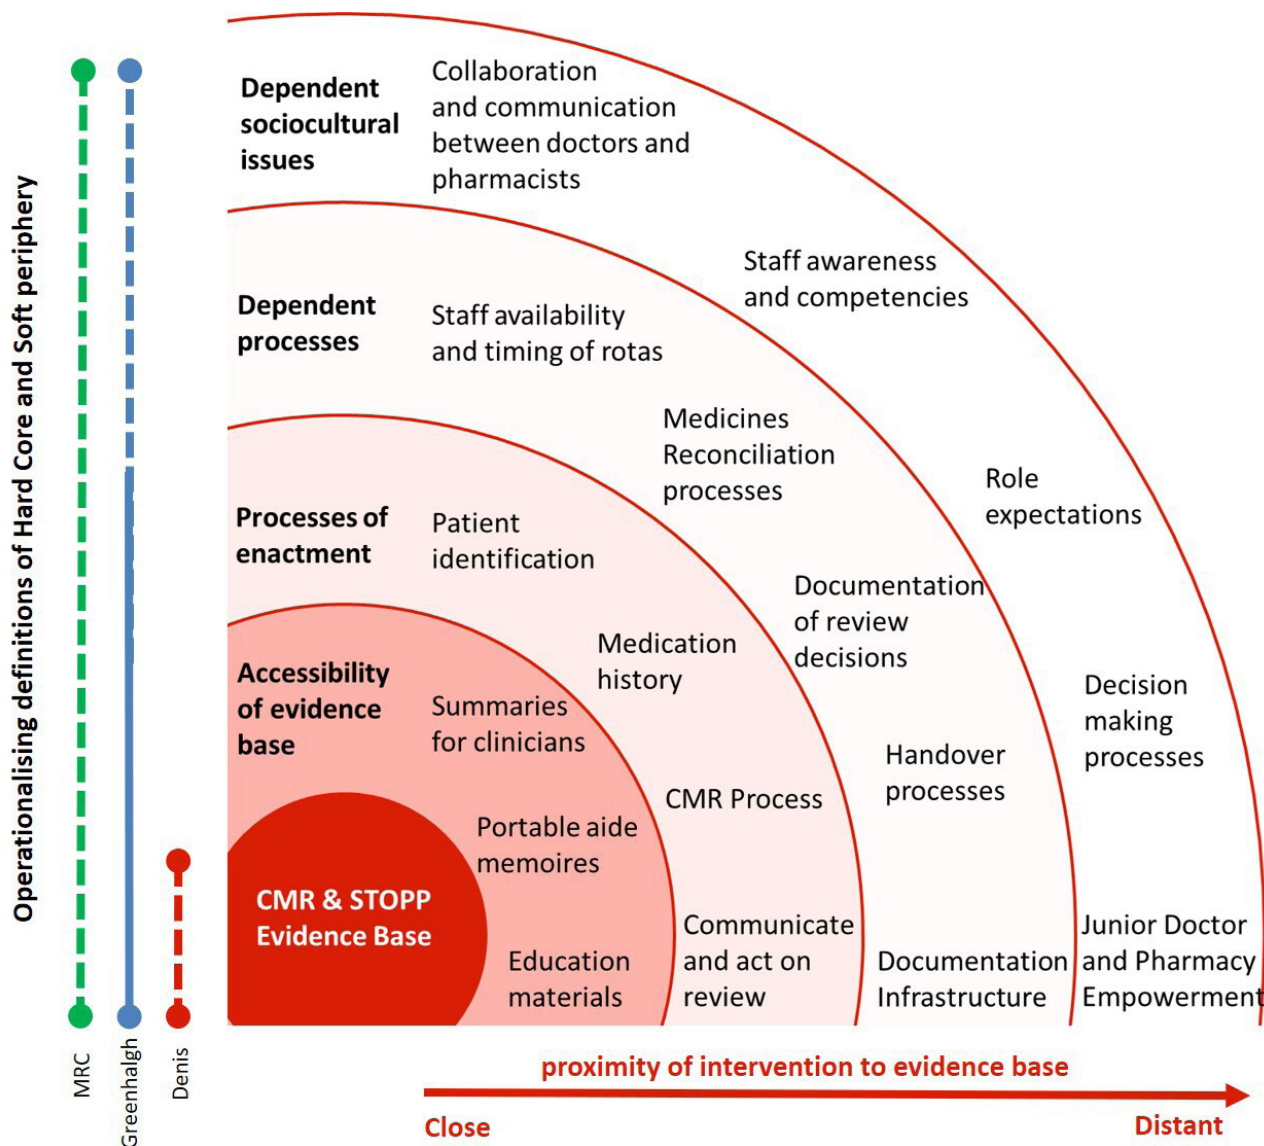 Operationalising definitions of Hard Core and Soft periphery
MRC
Greenhalgh
Denis
Dependent
sociocultural
issues
Collaboration
and communication
between doctors and
pharmacists
Staff awareness
and competencies
Role
expectations
Decision
making
processes
Junior Doctor
and Pharmacy
Empowerment
Dependent
processes
Staff availability
and timing of rotas
Medicines
Reconciliation
processes
Documentation
of review
decisions
Handover
processes
Documentation
Infrastructure
Processes of
enactment
Patient
identification
Medication
history
CMR Process
Communicate
and act on
review
Accessibility
of evidence
base
Summaries
for clinicians
Portable aide
memoires
Education
materials
CMR & STOPP
Evidence Base
proximity of intervention to evidence base
Close
Distant